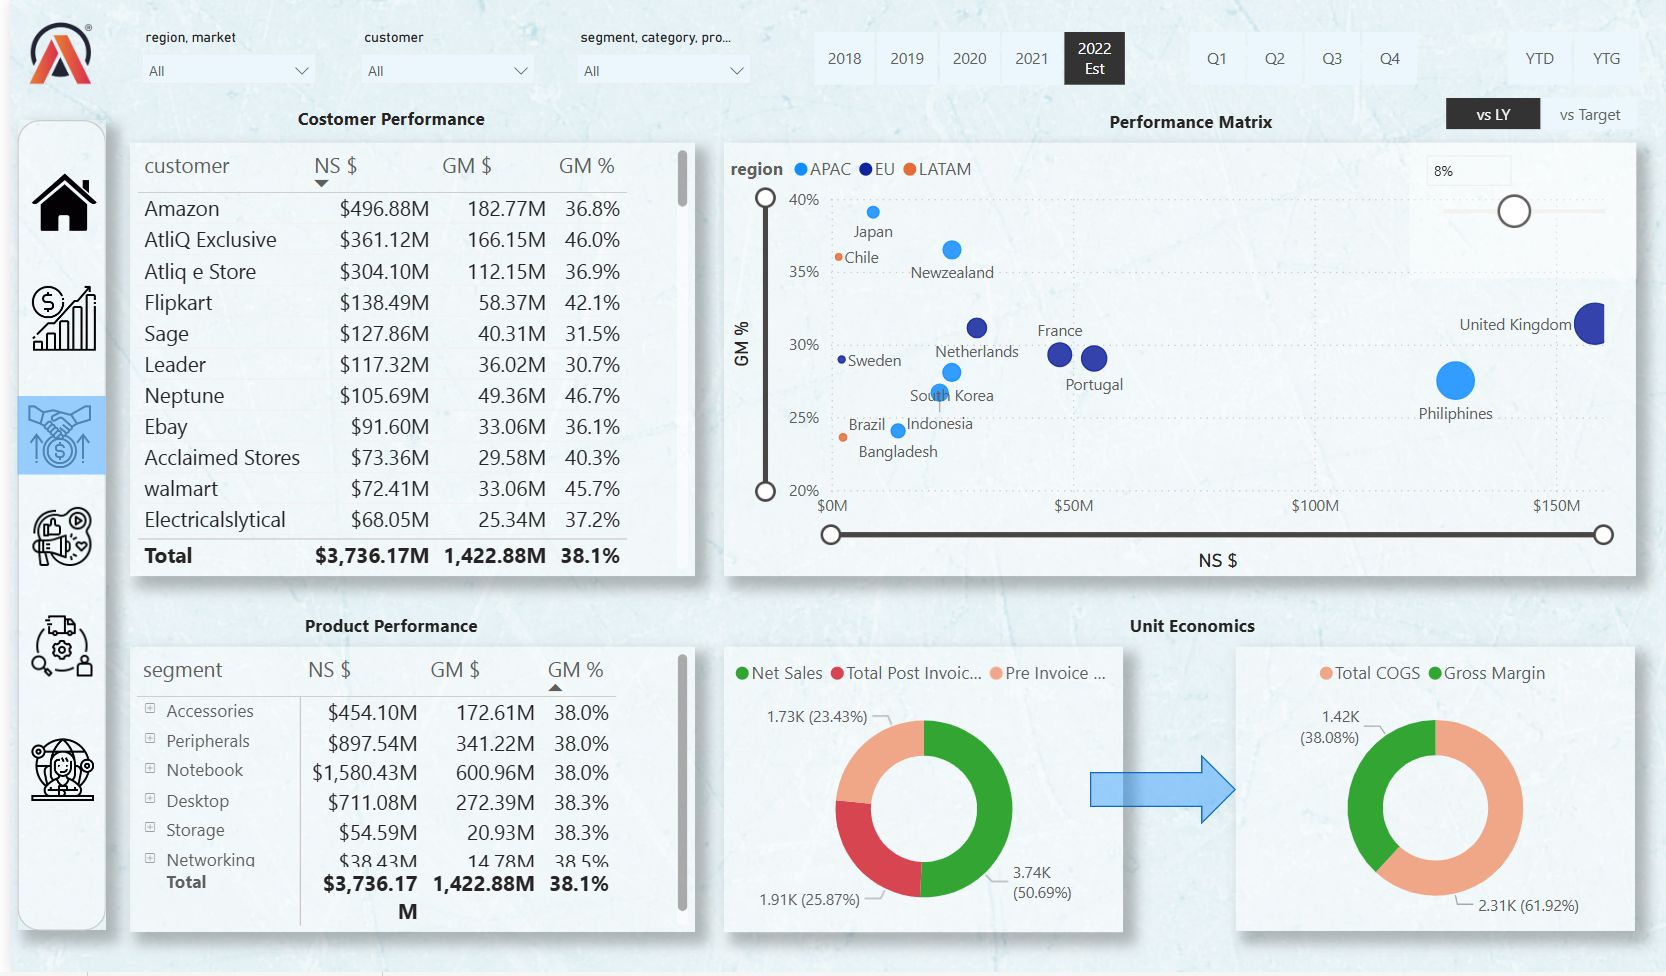 region, market
customer
segment, category, pro...
All
All
All
2018
2019
2020
2021
2022
Est
Q1
Q2
Q3
Q4
YTD
YTG
vs LY
vs Target
Costomer Performance
customer NS $ GM $ GM %
Amazon $496.88M 182.77M 36.8%
AtliQ Exclusive $361.12M 166.15M 46.0%
Atliq e Store $304.10M 112.15M 36.9%
Flipkart $138.49M 58.37M 42.1%
Sage $127.86M 40.31M 31.5%
Leader $117.32M 36.02M 30.7%
Neptune $105.69M 49.36M 46.7%
Ebay $91.60M 33.06M 36.1%
Acclaimed Stores $73.36M 29.58M 40.3%
walmart $72.41M 33.06M 45.7%
Electricalslytical $68.05M 25.34M 37.2%
Total $3,736.17M 1,422.88M 38.1%
Performance Matrix
region APAC EU LATAM
8%
GM %
40%
35%
30%
25%
20%
Japan
Chile
Newzealand
United Kingdom
France
Netherlands
Sweden
Portugal
South Korea
Philiphines
Brazil
Indonesia
Bangladesh
$0M
$50M
$100M
$150M
NS $
Product Performance
segment NS $ GM $ GM %
Accessories $454.10M 172.61M 38.0%
Peripherals $897.54M 341.22M 38.0%
Notebook $1,580.43M 600.96M 38.0%
Desktop $711.08M 272.39M 38.3%
Storage $54.59M 20.93M 38.3%
Networking $38.43M 14.78M 38.5%
Total $3,736.17 1,422.88M 38.1%
M
Unit Economics
Net Sales Total Post Invoic... Pre Invoice ...
1.73K (23.43%)
3.74K
(50.69%)
1.91K (25.87%)
Total COGS Gross Margin
1.42K
(38.08%)
2.31K (61.92%)